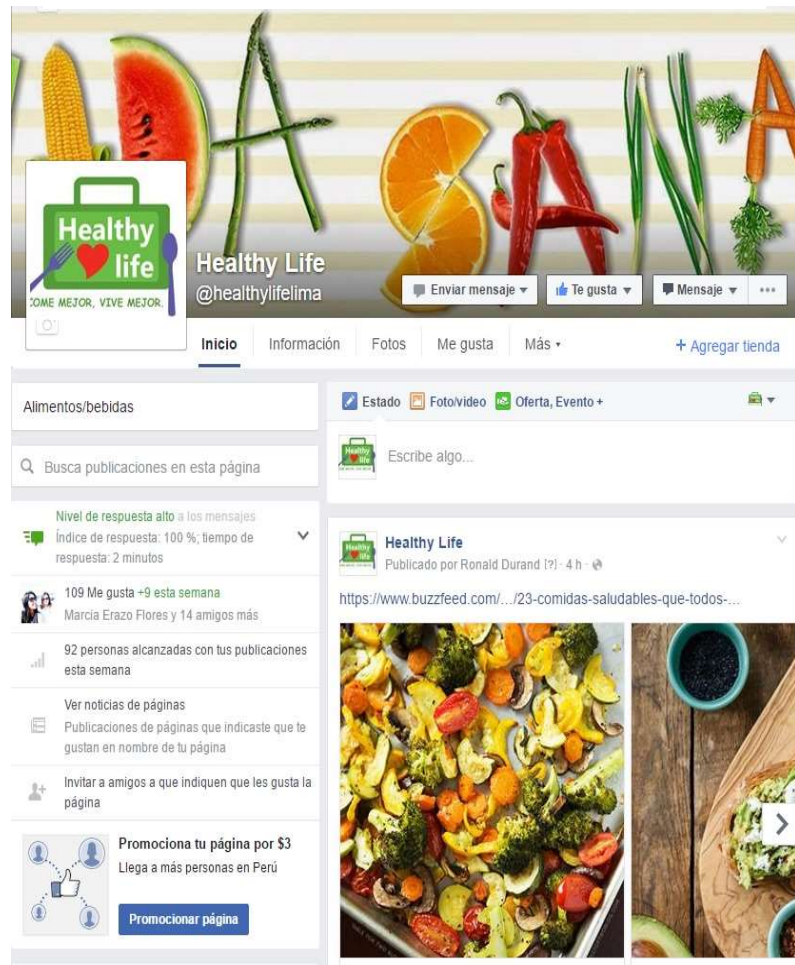 VIDA SANA
Healthy
life
COME MEJOR, VIVE MEJOR.
Healthy Life
@healthylifelima
Enviar mensaje
Te gusta
Mensaje
Inicio
Información
Fotos
Me gusta
Más
+ Agregar tienda
Alimentos/bebidas
Busca publicaciones en esta página
Nivel de respuesta alto a los mensajes
Índice de respuesta: 100 %; tiempo de
respuesta: 2 minutos
109 Me gusta +9 esta semana
Marcia Erazo Flores y 14 amigos más
92 personas alcanzadas con tus publicaciones
esta semana
Ver noticias de páginas
Publicaciones de páginas que indicaste que te
gustan en nombre de tu página
Invitar a amigos a que indiquen que les gusta la
página
Promociona tu página por $3
Llega a más personas en Perú
Promocionar página
Estado
Foto/video
Oferta, Evento +
Healthy
life
Escribe algo...
Healthy
life
Healthy Life
Publicado por Ronald Durand [?] · 4 h ·
https://www.buzzfeed.com/.../23-comidas-saludables-que-todos-...